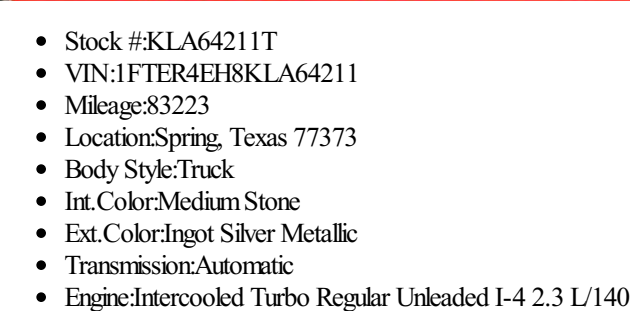 Stock #:KLA64211T
VIN:1FTER4EH8KLA64211
Mileage:83223
Location:Spring, Texas 77373
Body Style:Truck
Int.Color:Medium Stone
Ext.Color:Ingot Silver Metallic
Transmission:Automatic
Engine:Intercooled Turbo Regular Unleaded I-4 2.3 L/140